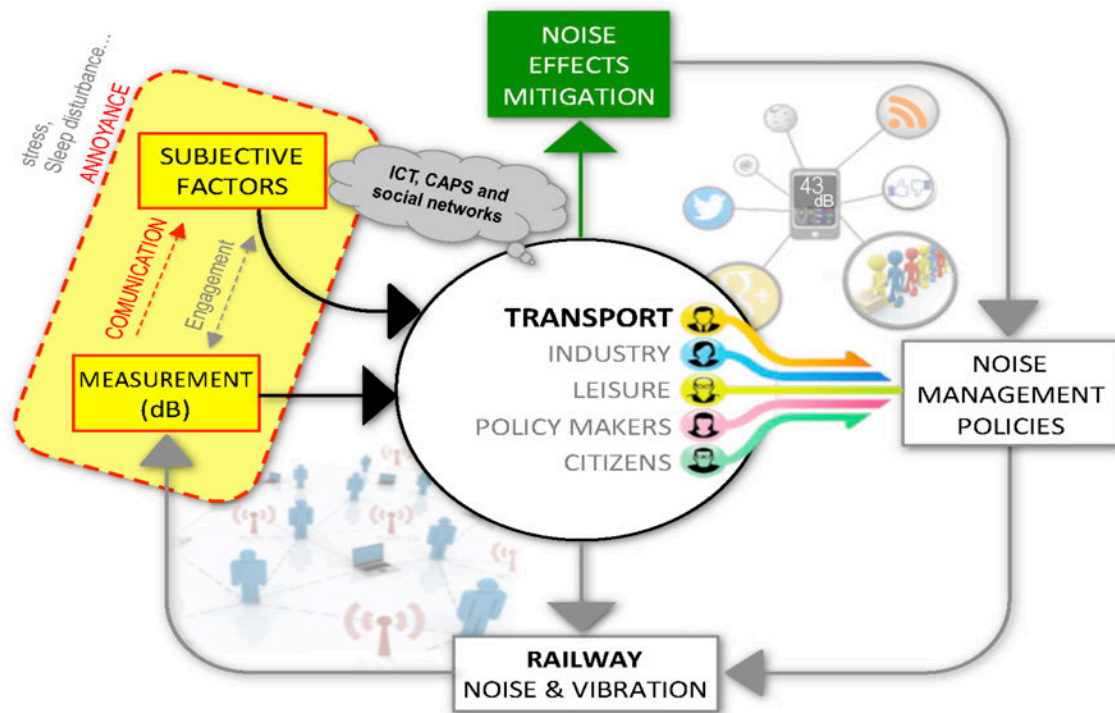 NOISE
EFFECTS
MITIGATION
stress,
Sleep disturbance...
ANNOYANCE
SUBJECTIVE
FACTORS
ICT, CAPS and
social networks
43
dB
g+
COMUNICATION
Engagement
MEASUREMENT
(dB)
TRANSPORT
INDUSTRY
LEISURE
POLICY MAKERS
CITIZENS
NOISE
MANAGEMENT
POLICIES
RAILWAY
NOISE & VIBRATION